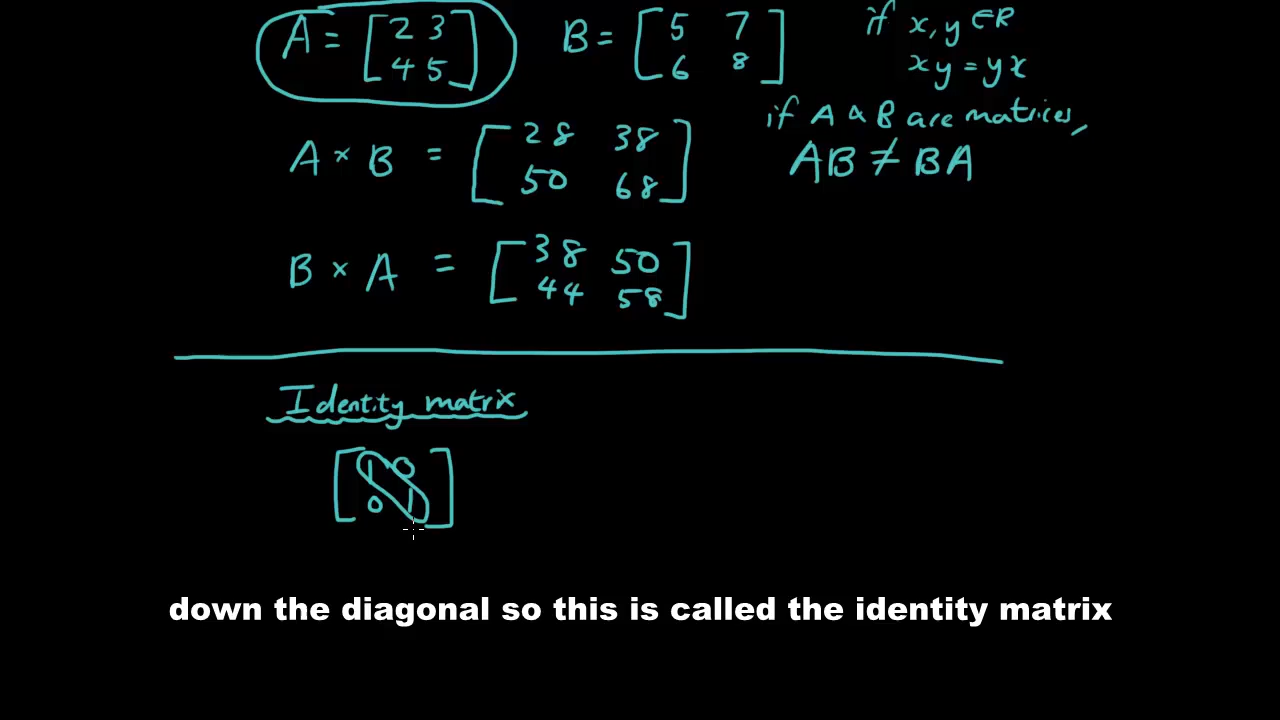 A = [2 3 4 5] B = [5 7 6 8] if x, y ∈ R
xy = yx
if A & B are matrices,
A × B = [28 38 50 68] AB ≠ BA
B × A = [38 50 44 58]
Identity matrix
[1 0 0 1]
down the diagonal so this is called the identity matrix